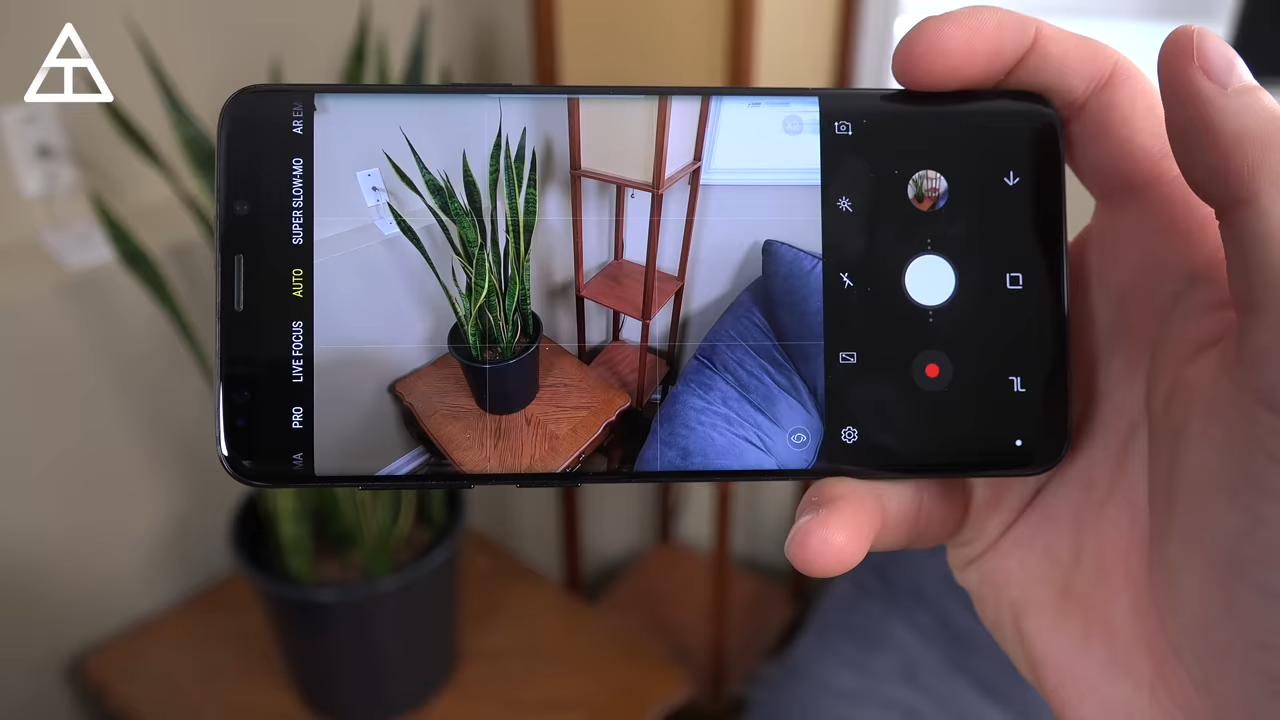 AR EM
SUPER SLOW-MO
AUTO
LIVE FOCUS
PRO
MA